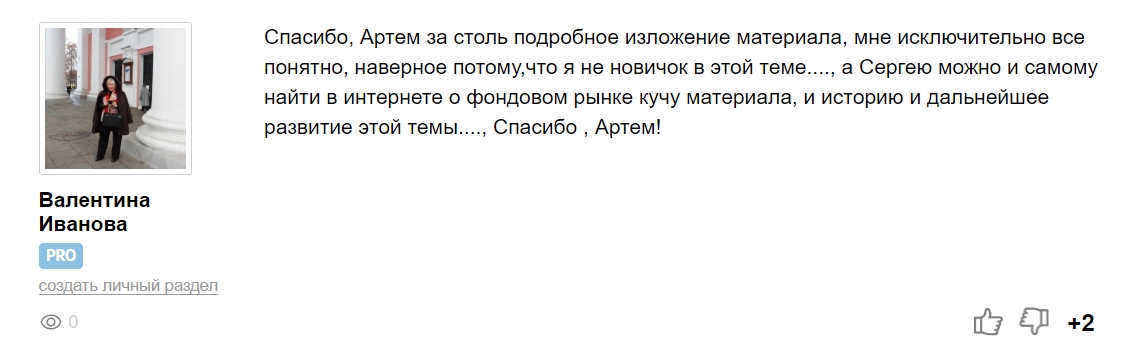 Спасибо, Артем за столь подробное изложение материала, мне исключительно все
понятно, наверное потому,что я не новичок в этой теме...., а Сергею можно и самому
найти в интернете о фондовом рынке кучу материала, и историю и дальнейшее
развитие этой темы...., Спасибо , Артем!
Валентина
Иванова
PRO
создать личный раздел
0
+2